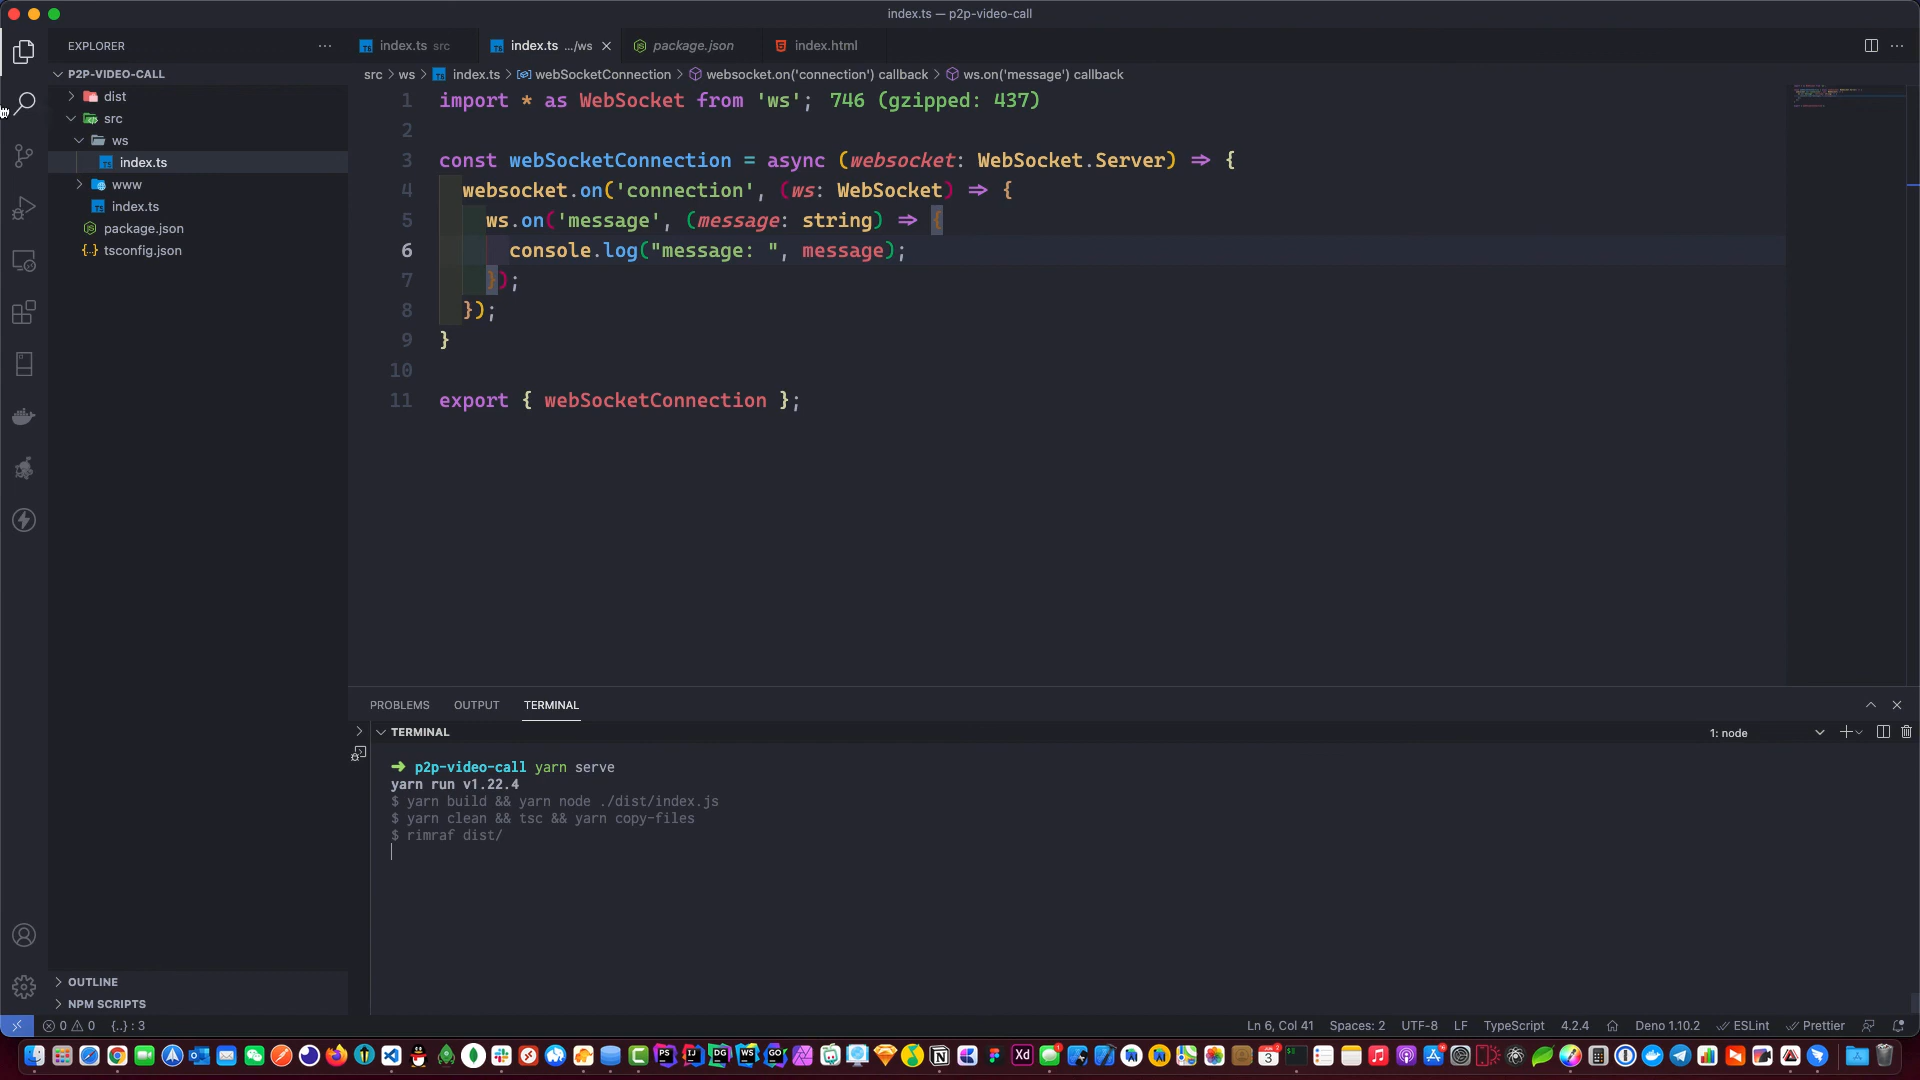 index.ts — p2p-video-call
EXPLORER
P2P-VIDEO-CALL
dist
src
ws
index.ts
www
index.ts
package.json
tsconfig.json
OUTLINE
NPM SCRIPTS
index.ts src
index.ts .../ws
package.json
index.html
src > ws > index.ts > webSocketConnection > websocket.on('connection') callback > ws.on('message') callback
1 import * as WebSocket from 'ws'; 746 (gzipped: 437)
2
3 const webSocketConnection = async (websocket: WebSocket.Server) => {
4 websocket.on('connection', (ws: WebSocket) => {
5 ws.on('message', (message: string) => {
6 console.log("message: ", message);
7 });
8 });
9 }
10
11 export { webSocketConnection };
PROBLEMS OUTPUT TERMINAL
TERMINAL
1: node
→ p2p-video-call yarn serve
yarn run v1.22.4
$ yarn build && yarn node ./dist/index.js
$ yarn clean && tsc && yarn copy-files
$ rimraf dist/
0 0 {..} : 3
Ln 6, Col 41 Spaces: 2 UTF-8 LF TypeScript 4.2.4 Deno 1.10.2 ESLint Prettier
PS IJ DG WS GO Xd 3